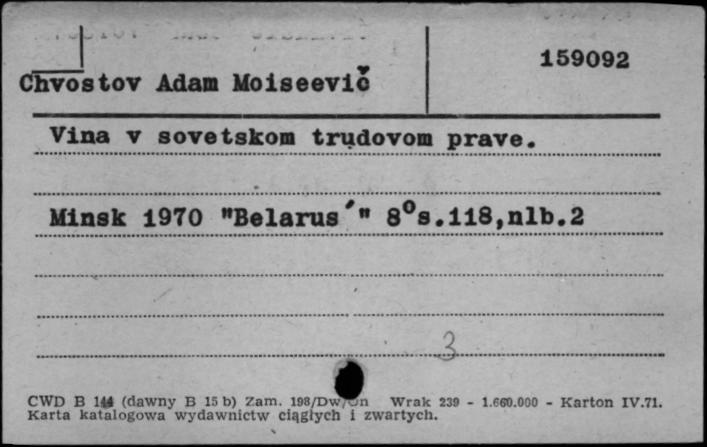 159092
Chvostov Adam Moiseevič
Vina v sovetskom trudovom prave.
Minsk 1970 "Belarus´" 8⁰s.118,nlb.2
3
CWD B 144 (dawny B 15 b) Zam. 198/Dw/On Wrak 239 - 1.660.000 - Karton IV.71.
Karta katalogowa wydawnictw ciągłych i zwartych.